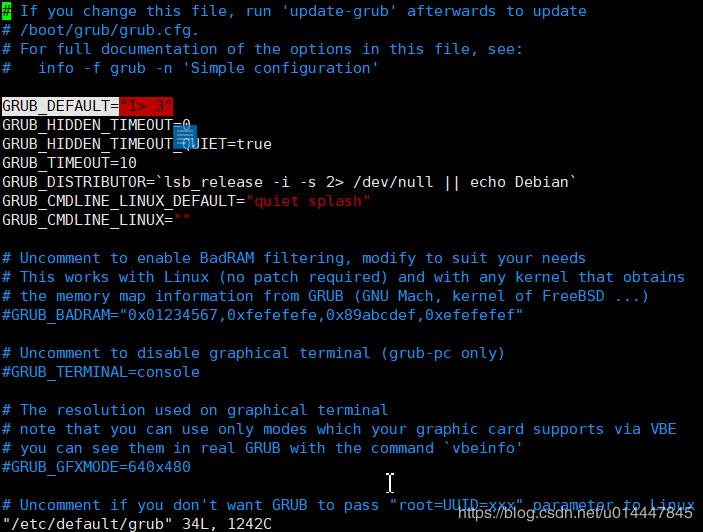 # If you change this file, run 'update-grub' afterwards to update
# /boot/grub/grub.cfg.
# For full documentation of the options in this file, see:
#   info -f grub -n 'Simple configuration'

GRUB_DEFAULT="1> 3"
GRUB_HIDDEN_TIMEOUT=0
GRUB_HIDDEN_TIMEOUT_QUIET=true
GRUB_TIMEOUT=10
GRUB_DISTRIBUTOR=`lsb_release -i -s 2> /dev/null || echo Debian`
GRUB_CMDLINE_LINUX_DEFAULT="quiet splash"
GRUB_CMDLINE_LINUX=""

# Uncomment to enable BadRAM filtering, modify to suit your needs
# This works with Linux (no patch required) and with any kernel that obtains
# the memory map information from GRUB (GNU Mach, kernel of FreeBSD ...)
#GRUB_BADRAM="0x01234567,0xfefefefe,0x89abcdef,0xefefefef"

# Uncomment to disable graphical terminal (grub-pc only)
#GRUB_TERMINAL=console

# The resolution used on graphical terminal
# note that you can use only modes which your graphic card supports via VBE
# you can see them in real GRUB with the command `vbeinfo'
#GRUB_GFXMODE=640x480

# Uncomment if you don't want GRUB to pass "root=UUID=xxx" parameter to Linux
"/etc/default/grub" 34L, 1242C
https://blog.csdn.net/u014447845